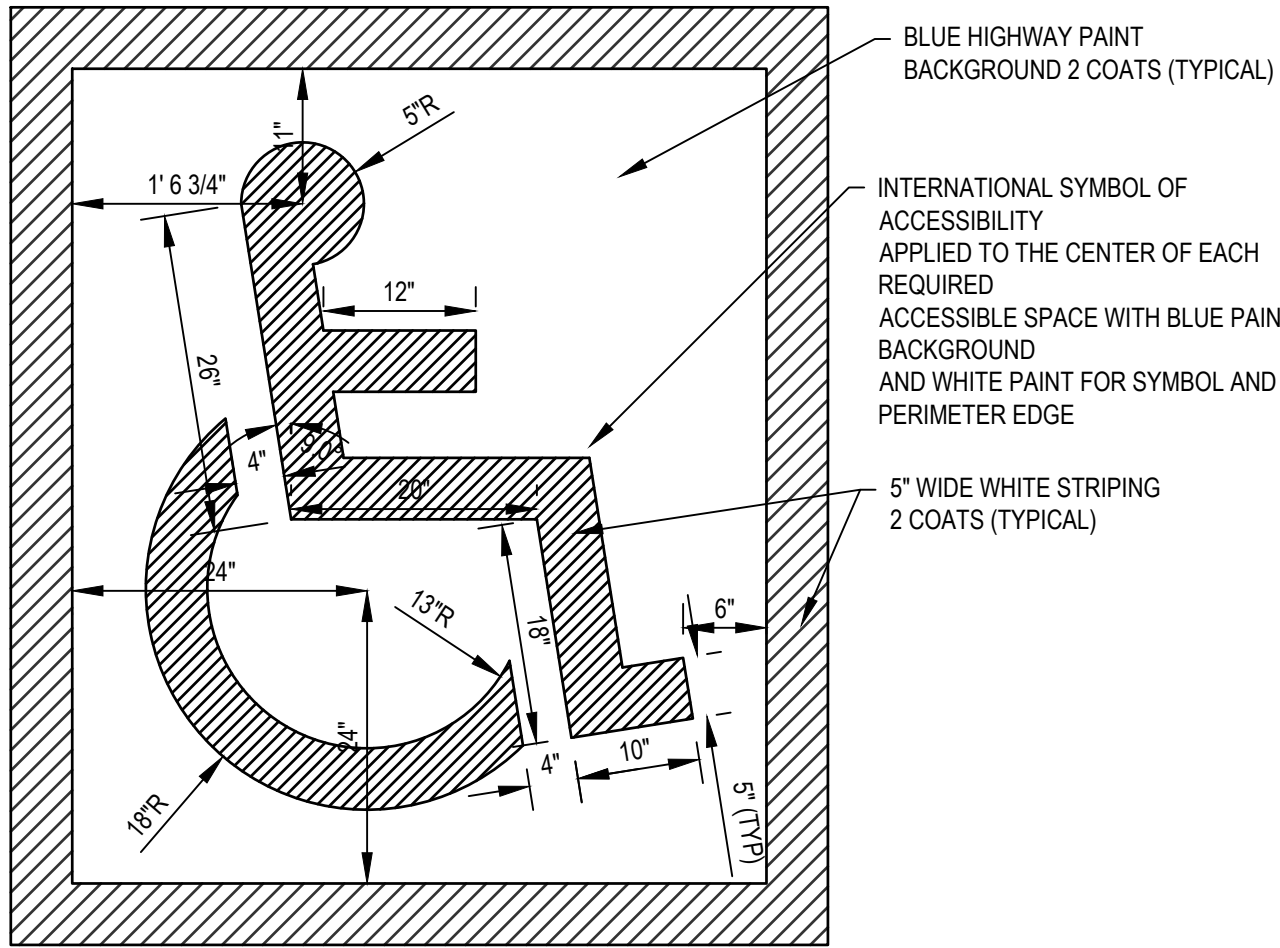 BLUE HIGHWAY PAINT
BACKGROUND 2 COATS (TYPICAL)
5"R
11"
1' 6 3/4"
INTERNATIONAL SYMBOL OF
ACCESSIBILITY
APPLIED TO THE CENTER OF EACH
REQUIRED
ACCESSIBLE SPACE WITH BLUE PAIN
BACKGROUND
AND WHITE PAINT FOR SYMBOL AND
PERIMETER EDGE
12"
26"
4"
9.0°
20"
5" WIDE WHITE STRIPING
2 COATS (TYPICAL)
24"
13"R
18"
6"
24"
4"
10"
5" (TYP)
18"R